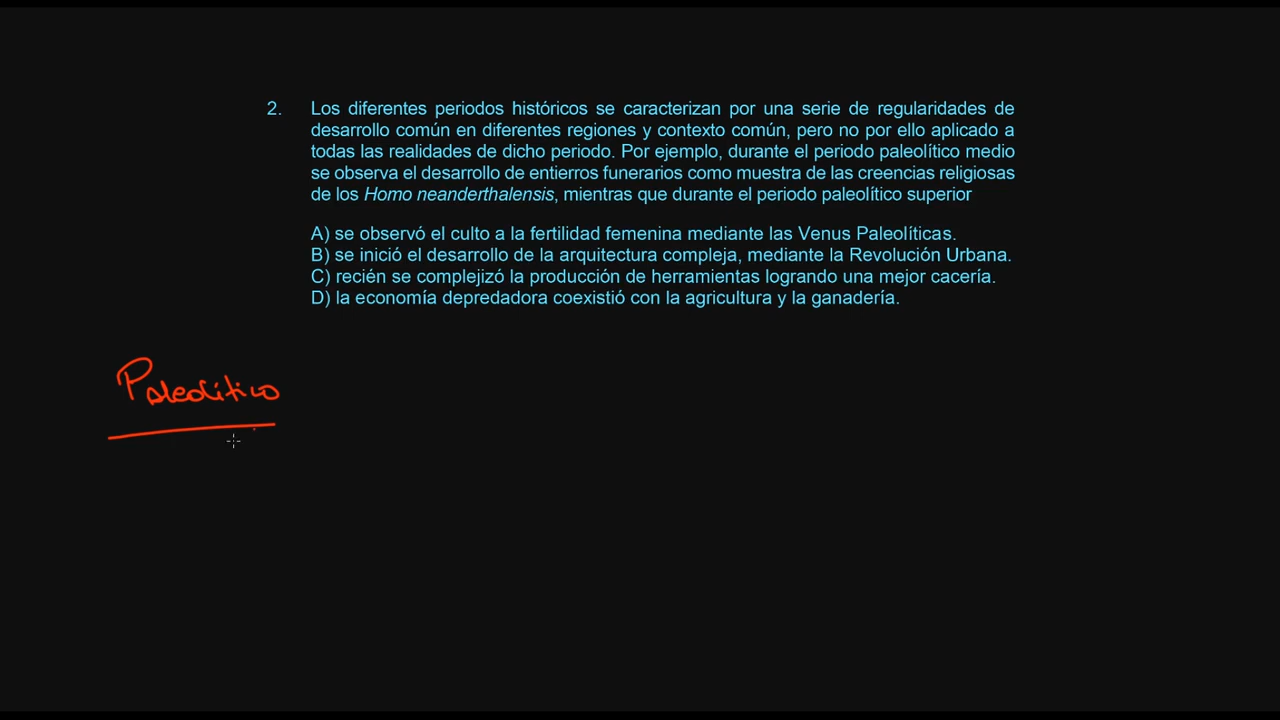 2. Los diferentes periodos históricos se caracterizan por una serie de regularidades de
desarrollo común en diferentes regiones y contexto común, pero no por ello aplicado a
todas las realidades de dicho periodo. Por ejemplo, durante el periodo paleolítico medio
se observa el desarrollo de entierros funerarios como muestra de las creencias religiosas
de los Homo neanderthalensis, mientras que durante el periodo paleolítico superior
A) se observó el culto a la fertilidad femenina mediante las Venus Paleolíticas.
B) se inició el desarrollo de la arquitectura compleja, mediante la Revolución Urbana.
C) recién se complejizó la producción de herramientas logrando una mejor cacería.
D) la economía depredadora coexistió con la agricultura y la ganadería.
Paleolítico